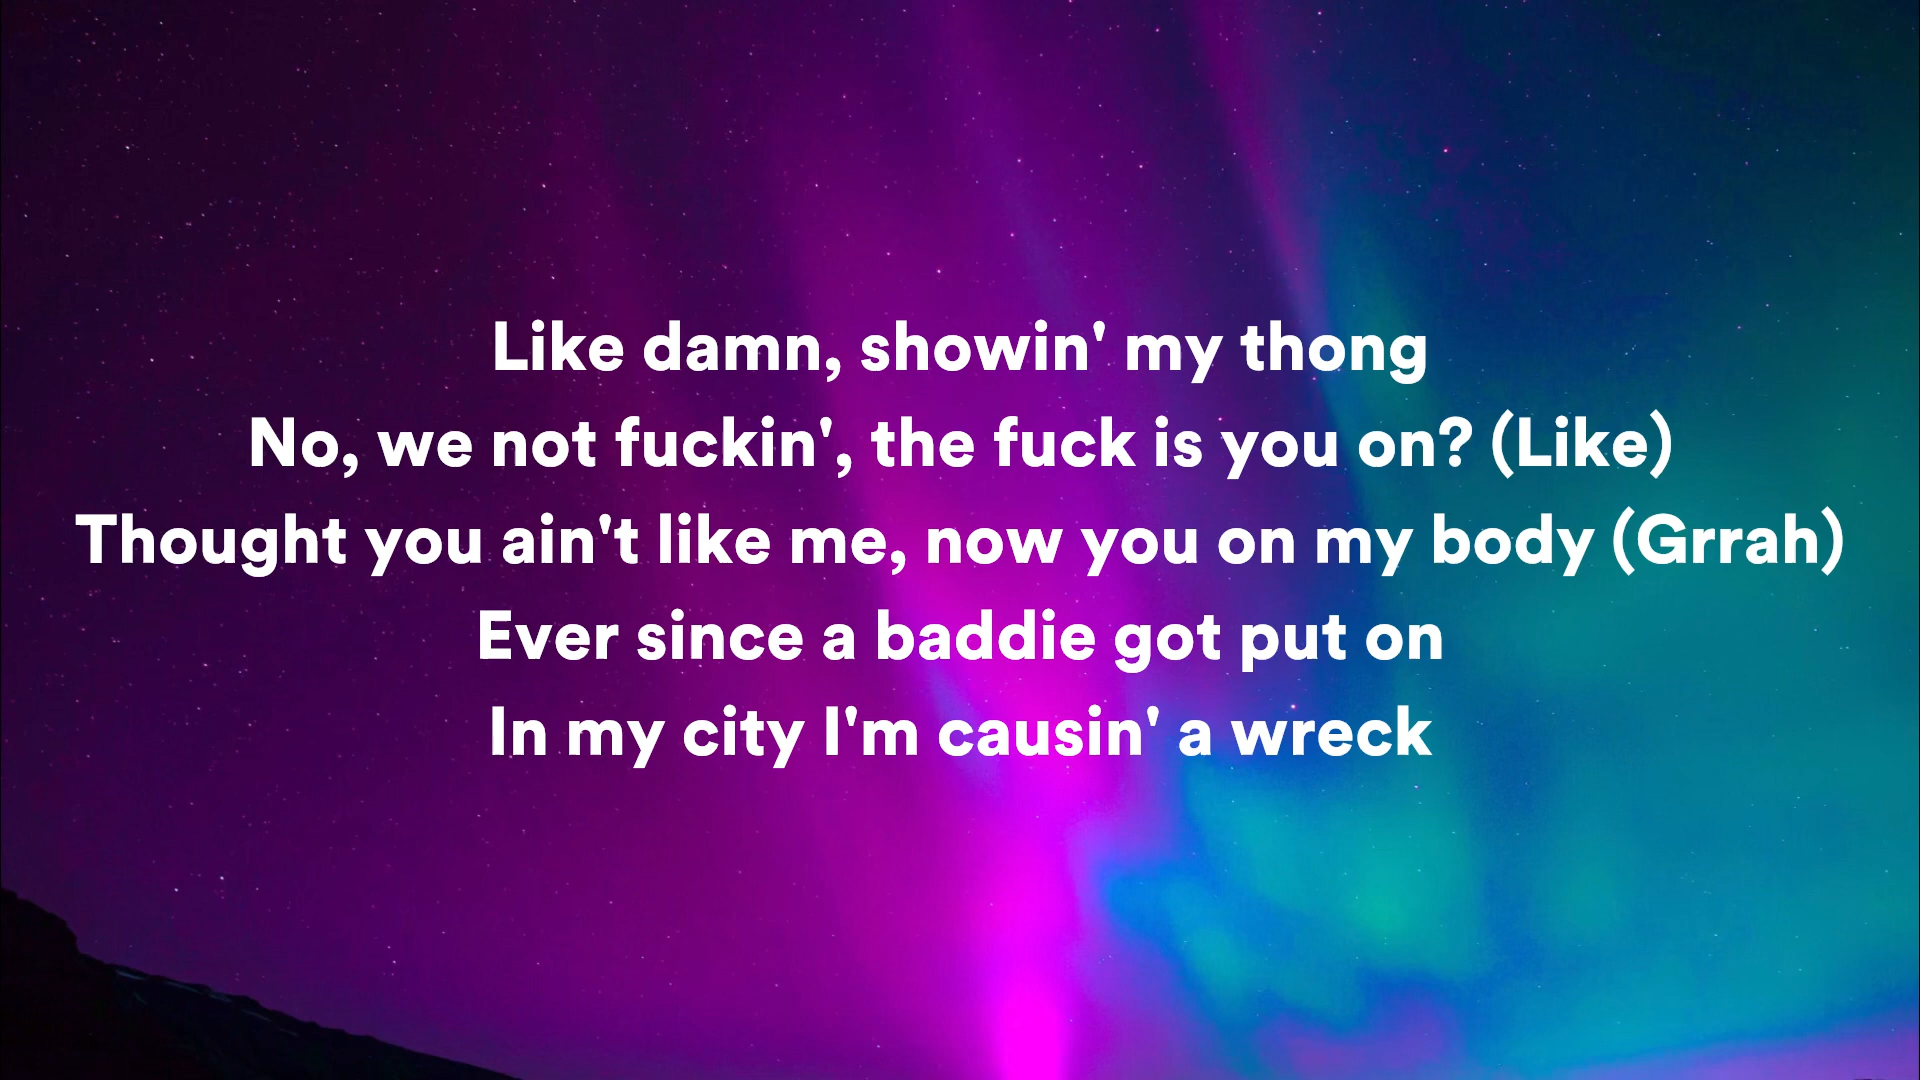 Like damn, showin' my thong
No, we not fuckin', the fuck is you on? (Like)
Thought you ain't like me, now you on my body (Grrah)
Ever since a baddie got put on
In my city I'm causin' a wreck